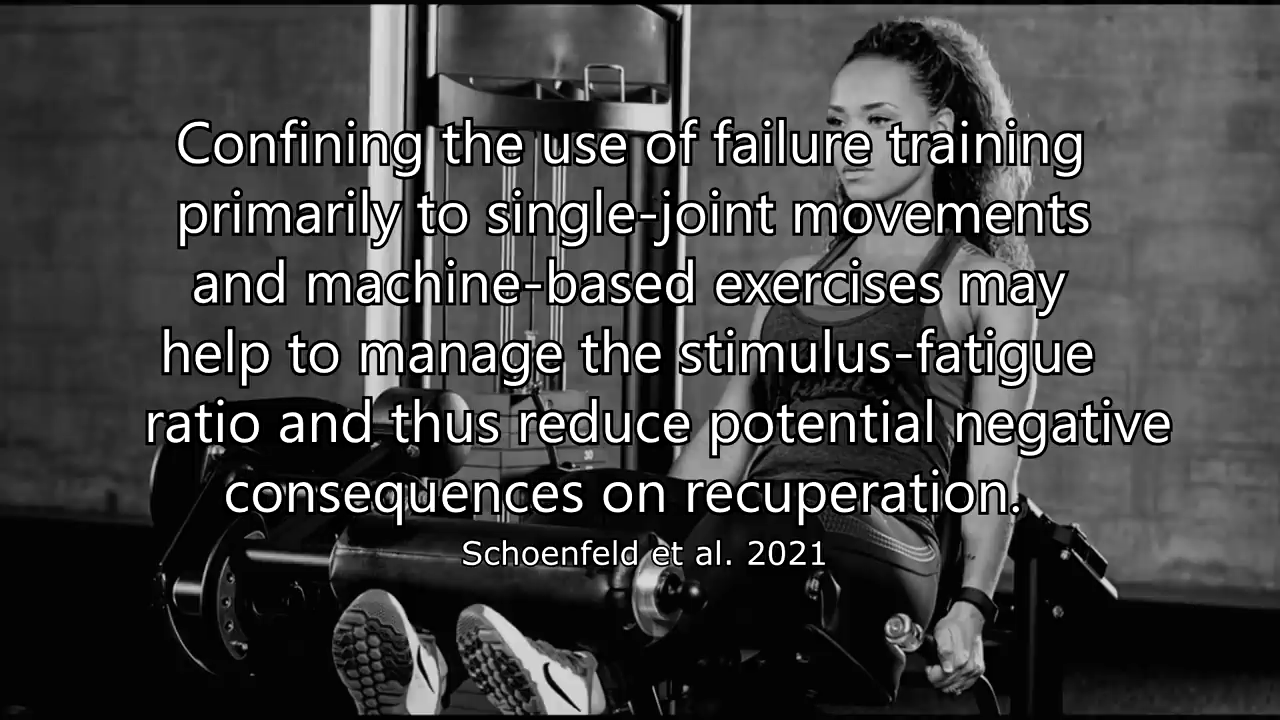 Confining the use of failure training
primarily to single-joint movements
and machine-based exercises may
help to manage the stimulus-fatigue
ratio and thus reduce potential negative
consequences on recuperation.
Schoenfeld et al. 2021